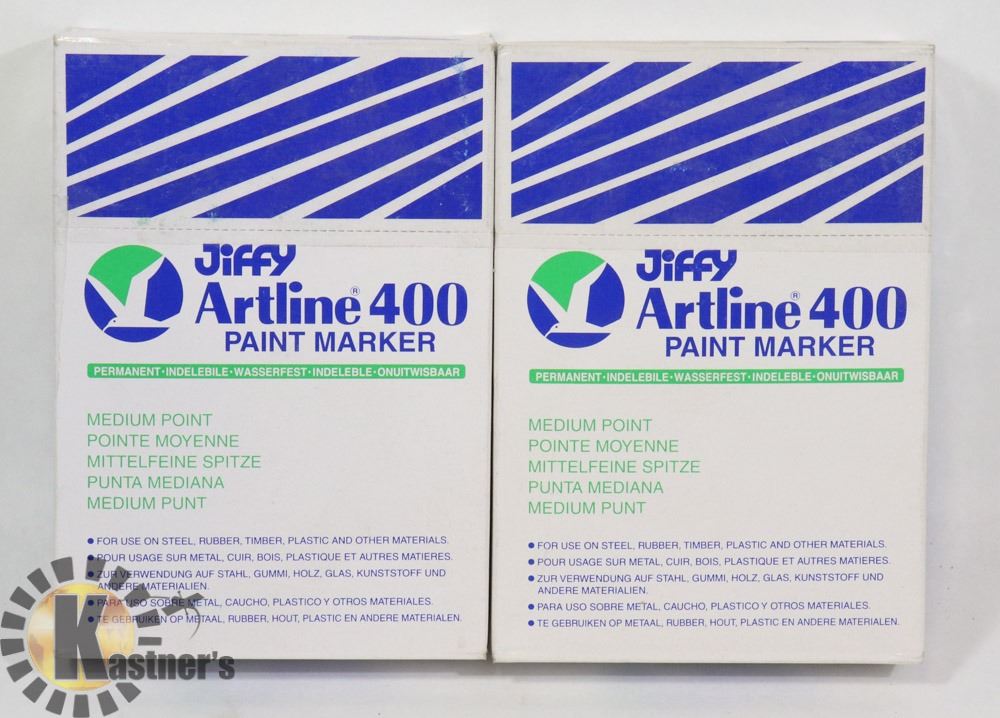 Jiffy
Artline® 400
PAINT MARKER
PERMANENT·INDELEBILE·WASSERFEST·INDELEBLE·ONUITWISBAAR
MEDIUM POINT
POINTE MOYENNE
MITTELFEINE SPITZE
PUNTA MEDIANA
MEDIUM PUNT
● FOR USE ON STEEL, RUBBER, TIMBER, PLASTIC AND OTHER MATERIALS.
● POUR USAGE SUR METAL, CUIR, BOIS, PLASTIQUE ET AUTRES MATIERES.
● ZUR VERWENDUNG AUF STAHL, GUMMI, HOLZ, GLAS, KUNSTSTOFF UND
ANDERE MATERIALIEN.
● PARA USO SOBRE METAL, CAUCHO, PLASTICO Y OTROS MATERIALES.
● TE GEBRUIKEN OP METAAL, RUBBER, HOUT, PLASTIC EN ANDERE MATERIALEN.
Jiffy
Artline® 400
PAINT MARKER
PERMANENT·INDELEBILE·WASSERFEST·INDELEBLE·ONUITWISBAAR
MEDIUM POINT
POINTE MOYENNE
MITTELFEINE SPITZE
PUNTA MEDIANA
MEDIUM PUNT
● FOR USE ON STEEL, RUBBER, TIMBER, PLASTIC AND OTHER MATERIALS.
● POUR USAGE SUR METAL, CUIR, BOIS, PLASTIQUE ET AUTRES MATIERES.
● ZUR VERWENDUNG AUF STAHL, GUMMI, HOLZ, GLAS, KUNSTSTOFF UND
ANDERE MATERIALIEN.
● PARA USO SOBRE METAL, CAUCHO, PLASTICO Y OTROS MATERIALES.
● TE GEBRUIKEN OP METAAL, RUBBER, HOUT, PLASTIC EN ANDERE MATERIALEN.
Kastner's